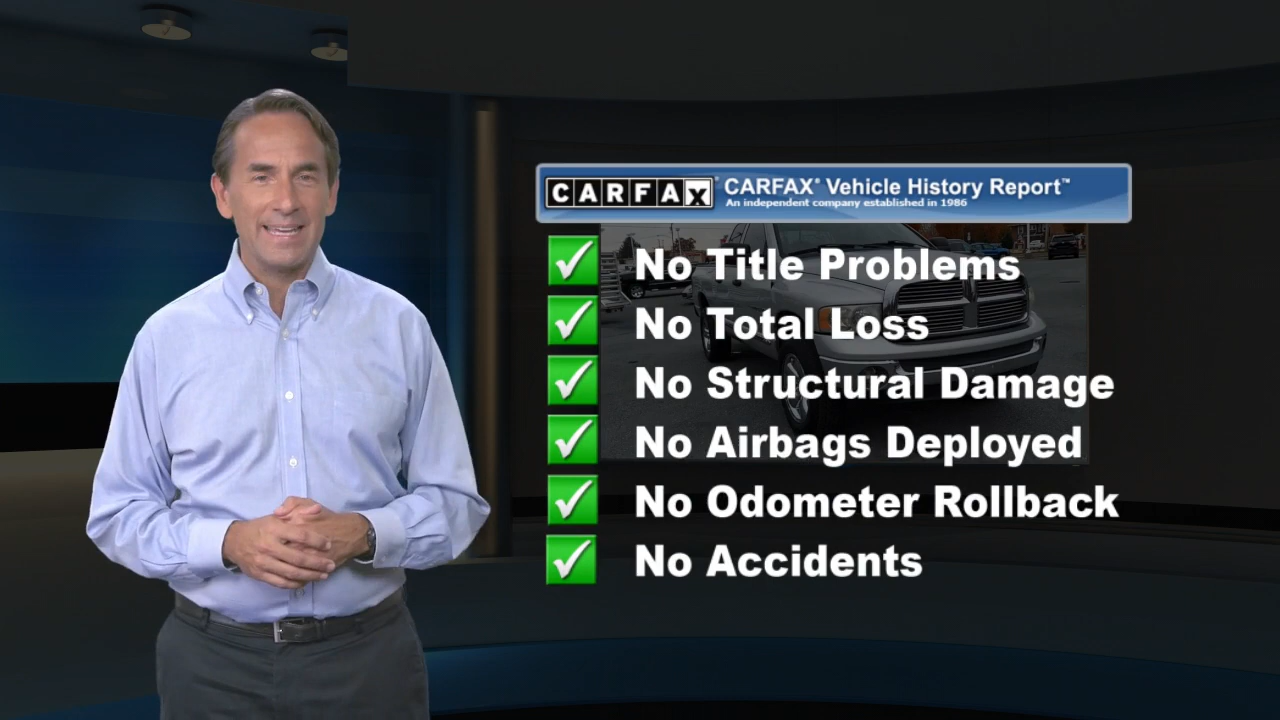 CARFAX® CARFAX® Vehicle History Report™
An independent company established in 1986
No Title Problems
No Total Loss
No Structural Damage
No Airbags Deployed
No Odometer Rollback
No Accidents